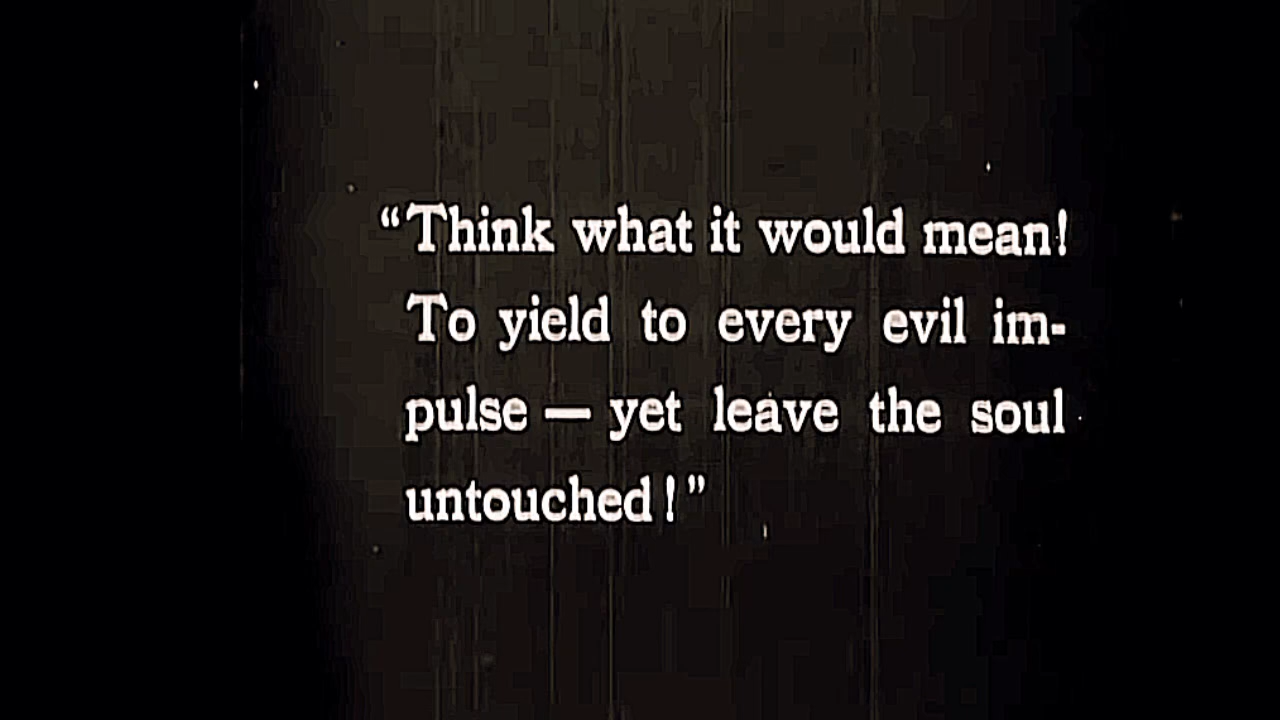 “Think what it would mean!
To yield to every evil im-
pulse — yet leave the soul
untouched!”